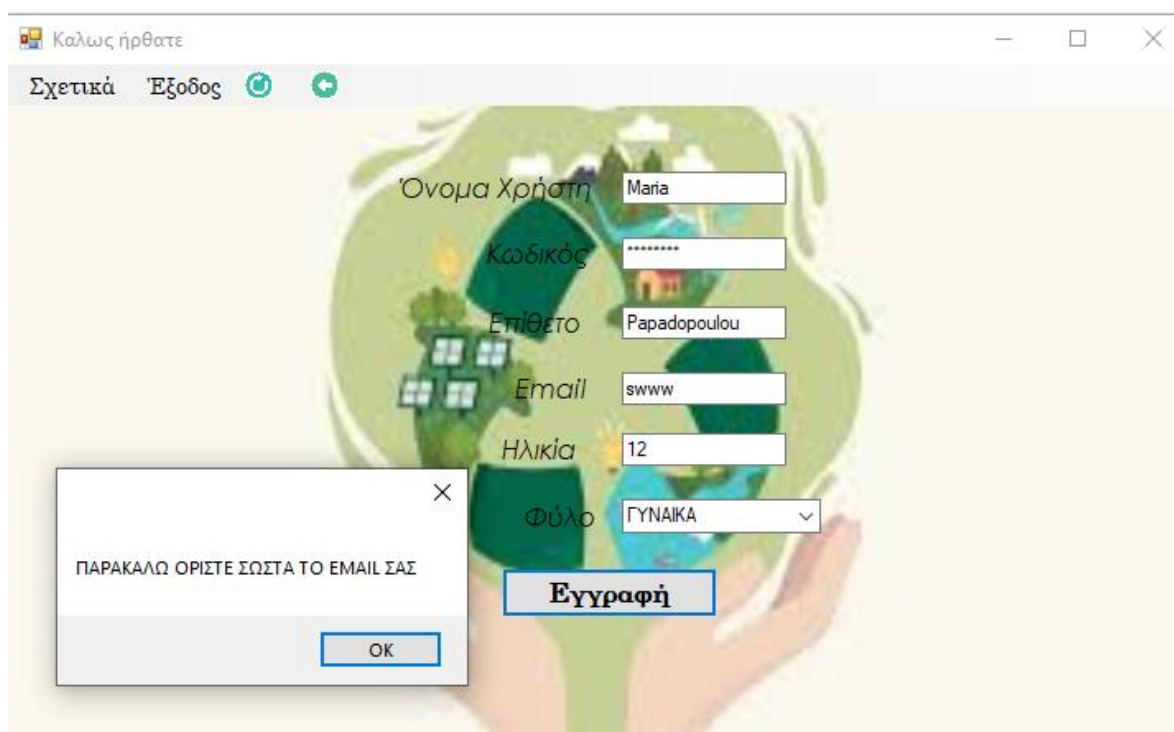 Καλως ήρθατε
Σχετικά Έξοδος
Όνομα Χρήστη Maria
Κωδικός ********
Επίθετο Papadopoulou
Email swww
Ηλικία 12
Φύλο ΓΥΝΑΙΚΑ
Εγγραφή
ΠΑΡΑΚΑΛΩ ΟΡΙΣΤΕ ΣΩΣΤΑ ΤΟ EMAIL ΣΑΣ
OK